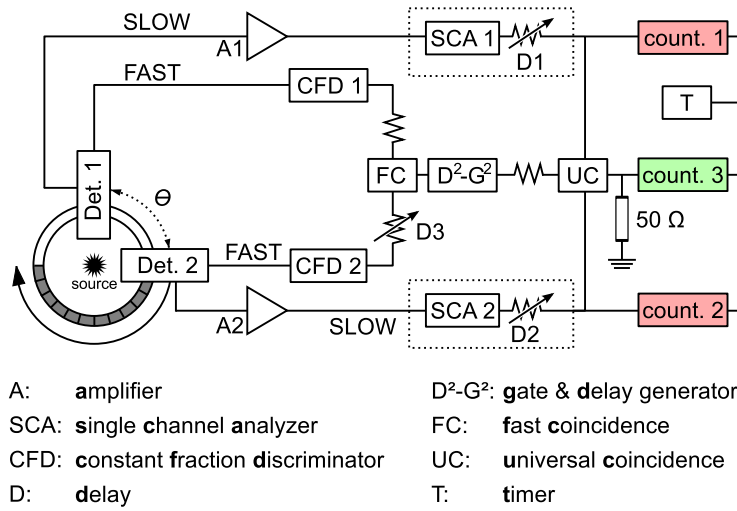 SLOW
A1
SCA 1
D1
count. 1
FAST
CFD 1
T
Det. 1
ϴ
FC
D²-G²
UC
count. 3
50 Ω
D3
FAST
CFD 2
Det. 2
source
A2
SLOW
SCA 2
D2
count. 2
A: amplifier
SCA: single channel analyzer
CFD: constant fraction discriminator
D: delay
D²-G²: gate & delay generator
FC: fast coincidence
UC: universal coincidence
T: timer